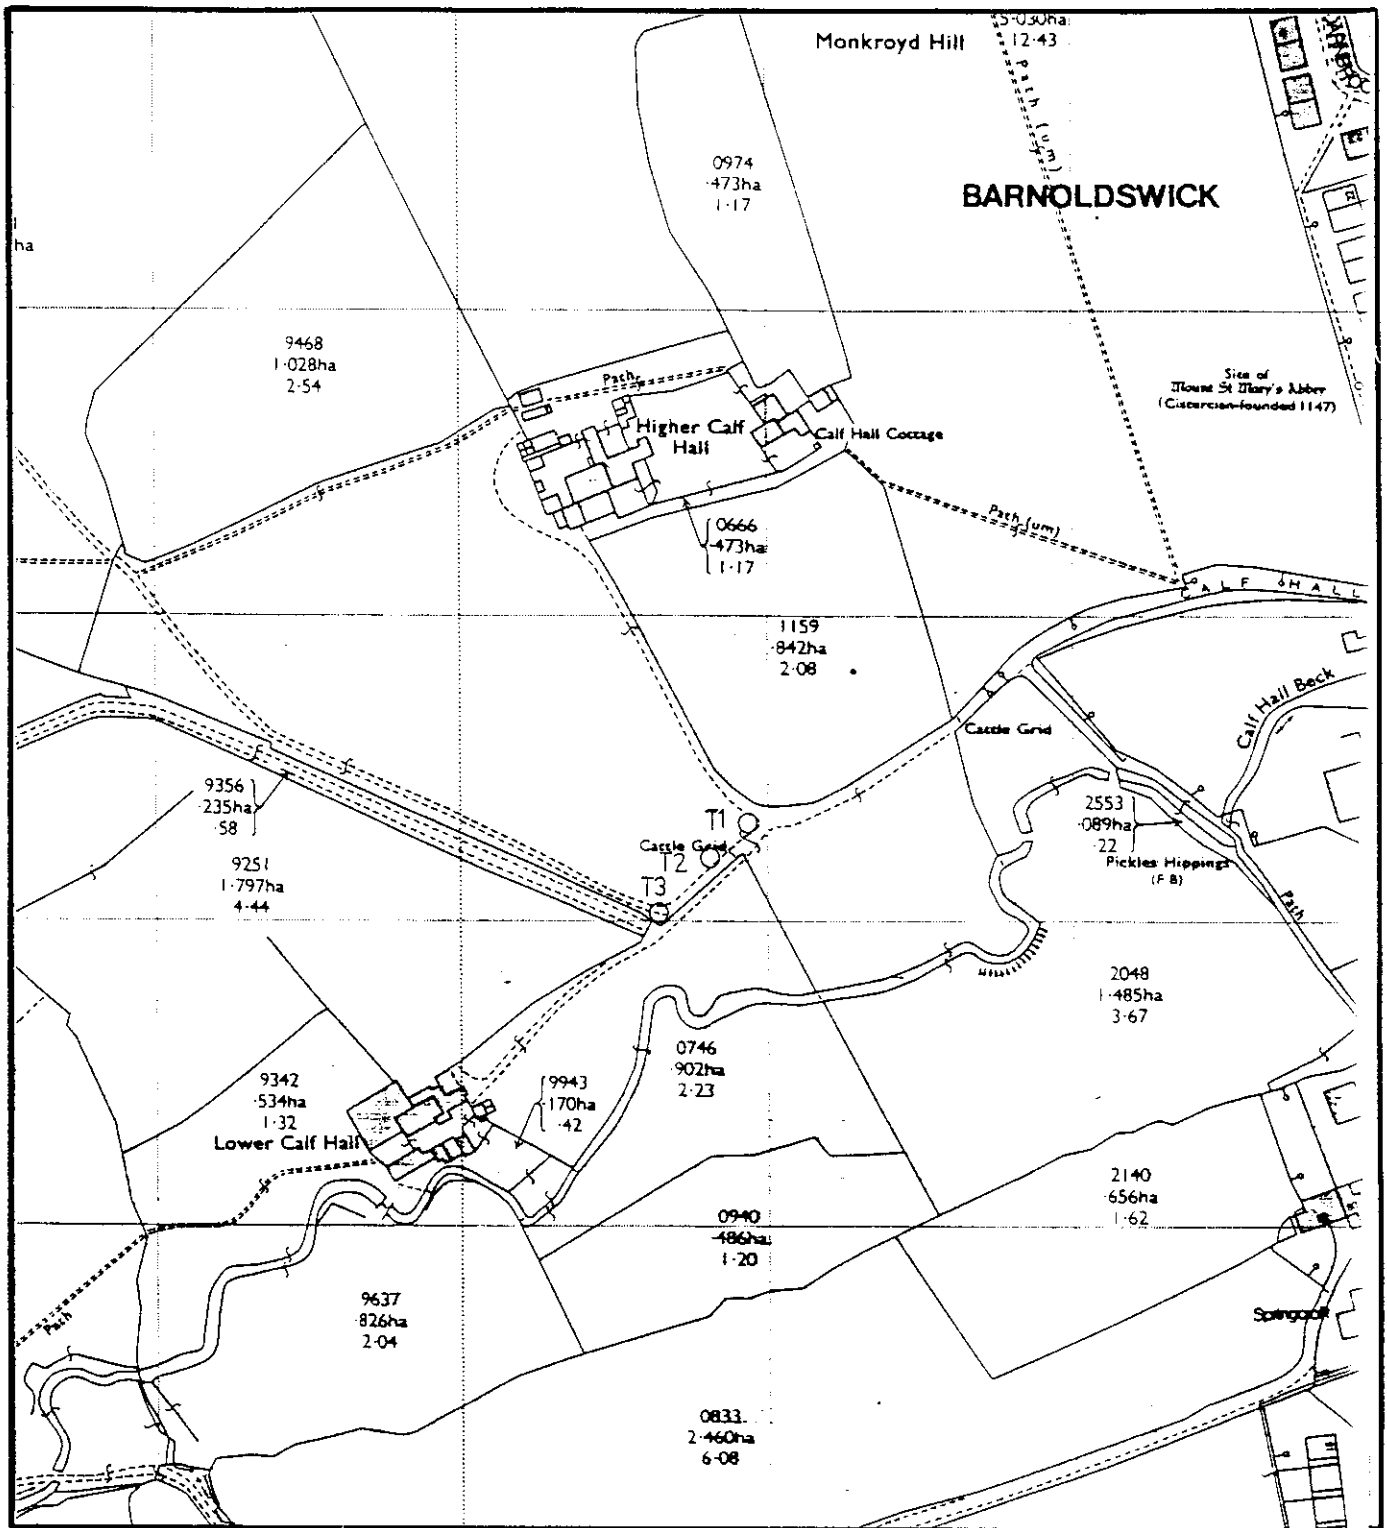 5·030ha
12·43
Monkroyd Hill
Path (um)
0974
·473ha
1·17
BARNOLDSWICK
ha
9468
1·028ha
2·54
Site of
Mount St Mary's Abbey
(Cistercian-founded 1147)
Path
Higher Calf
Hall
Calf Hall Cottage
0666
·473ha
1·17
Path (um)
CALF HALL
1159
·842ha
2·08
Calf Hall Beck
Cattle Grid
9356
·235ha
·58
T1
Cattle Grid
T2
2553
·089ha
·22
Pickles Hippings
(F B)
9251
1·797ha
4·44
T3
Path
2048
1·485ha
3·67
0746
·902ha
2·23
9342
·534ha
1·32
9943
·170ha
·42
Lower Calf Hall
2140
·656ha
1·62
0940
·486ha
1·20
9637
·826ha
2·04
Path
Springcroft
0833
2·460ha
6·08